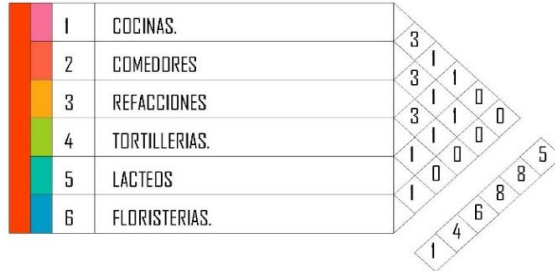 1 COCINAS.
2 COMEDORES
3 REFACCIONES
4 TORTILLERIAS.
5 LACTEOS
6 FLORISTERIAS.
3
1
3 1
1 0
3 1 0
1 0
1 0
0
1
1 4 6 8 8 5